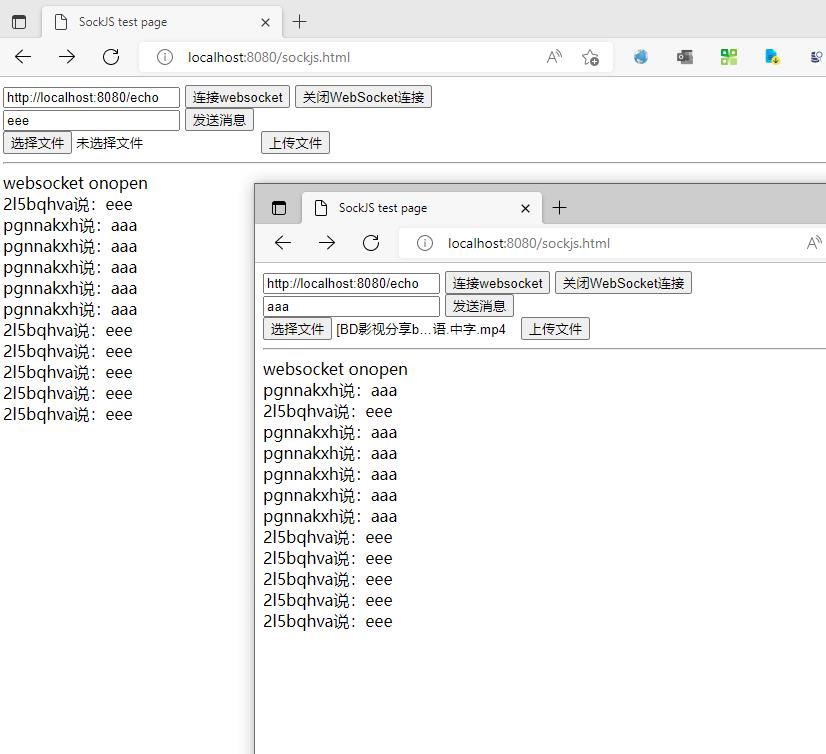 SockJS test page
localhost:8080/sockjs.html
http://localhost:8080/echo 连接websocket 关闭WebSocket连接
eee 发送消息
选择文件 未选择文件 上传文件
websocket onopen
2l5bqhva说：eee
pgnnakxh说：aaa
pgnnakxh说：aaa
pgnnakxh说：aaa
pgnnakxh说：aaa
pgnnakxh说：aaa
2l5bqhva说：eee
2l5bqhva说：eee
2l5bqhva说：eee
2l5bqhva说：eee
2l5bqhva说：eee
SockJS test page
localhost:8080/sockjs.html
http://localhost:8080/echo 连接websocket 关闭WebSocket连接
aaa 发送消息
选择文件 [BD影视分享b...语.中字.mp4 上传文件
websocket onopen
pgnnakxh说：aaa
2l5bqhva说：eee
pgnnakxh说：aaa
pgnnakxh说：aaa
pgnnakxh说：aaa
pgnnakxh说：aaa
pgnnakxh说：aaa
2l5bqhva说：eee
2l5bqhva说：eee
2l5bqhva说：eee
2l5bqhva说：eee
2l5bqhva说：eee